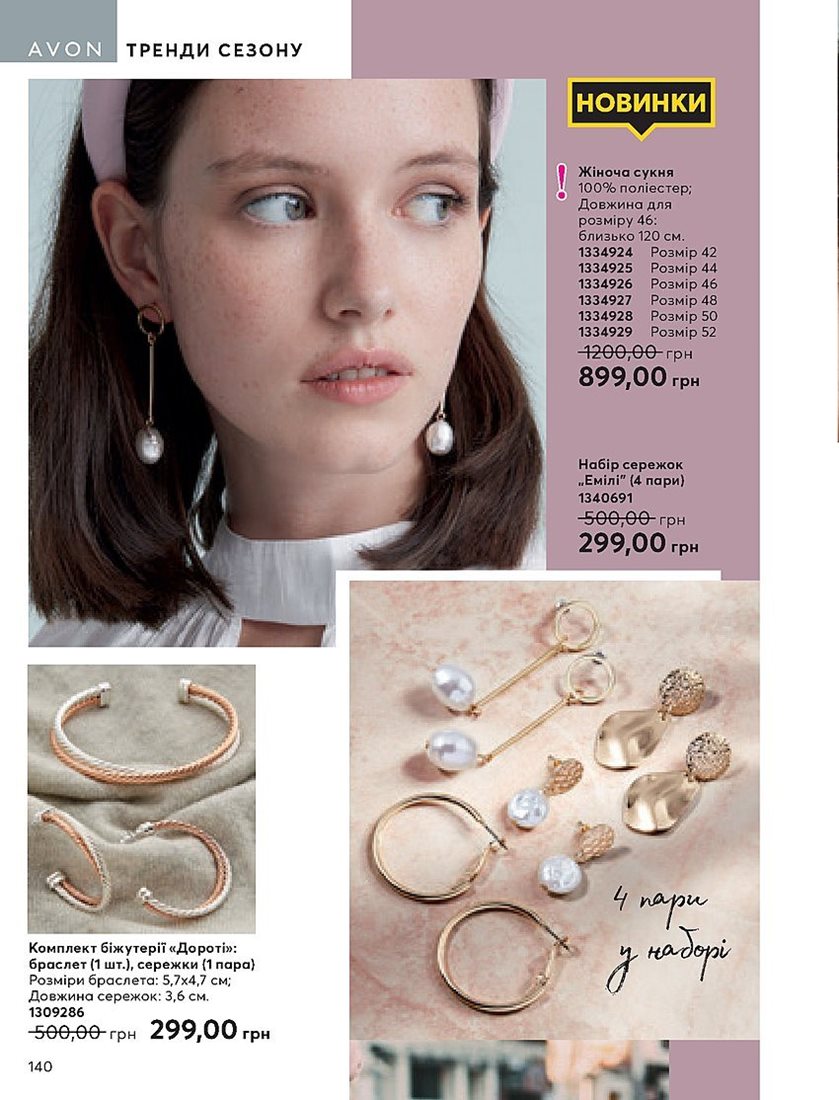 AVON ТРЕНДИ СЕЗОНУ
НОВИНКИ
Жіноча сукня
100% поліестер;
Довжина для
розміру 46:
близько 120 см.
1334924 Розмір 42
1334925 Розмір 44
1334926 Розмір 46
1334927 Розмір 48
1334928 Розмір 50
1334929 Розмір 52
1200,00 грн
899,00 грн
Набір сережок
„Емілі" (4 пари)
1340691
500,00 грн
299,00 грн
4 пари
у наборі
Комплект біжутерії «Дороті»:
браслет (1 шт.), сережки (1 пара)
Розміри браслета: 5,7х4,7 см;
Довжина сережок: 3,6 см.
1309286
500,00 грн 299,00 грн
140